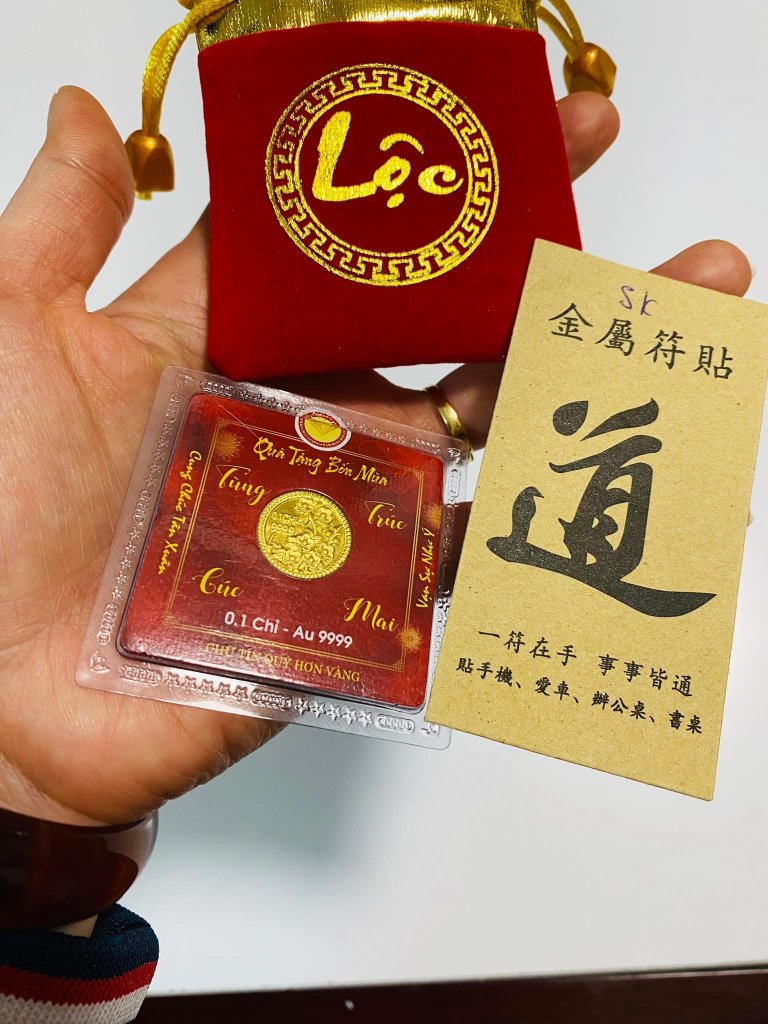 Lộc
SK
金屬符貼
道
一符在手 事事皆通
貼手機、愛車、辦公桌、書桌
Quà Tặng Bốn Mùa
Cung Chúc Tân Xuân
Tùng
Trúc
Vạn Sự Như Ý
Cúc
Mai
0.1 Chỉ - Au 9999
CHỮ TÍN QUÝ HƠN VÀNG